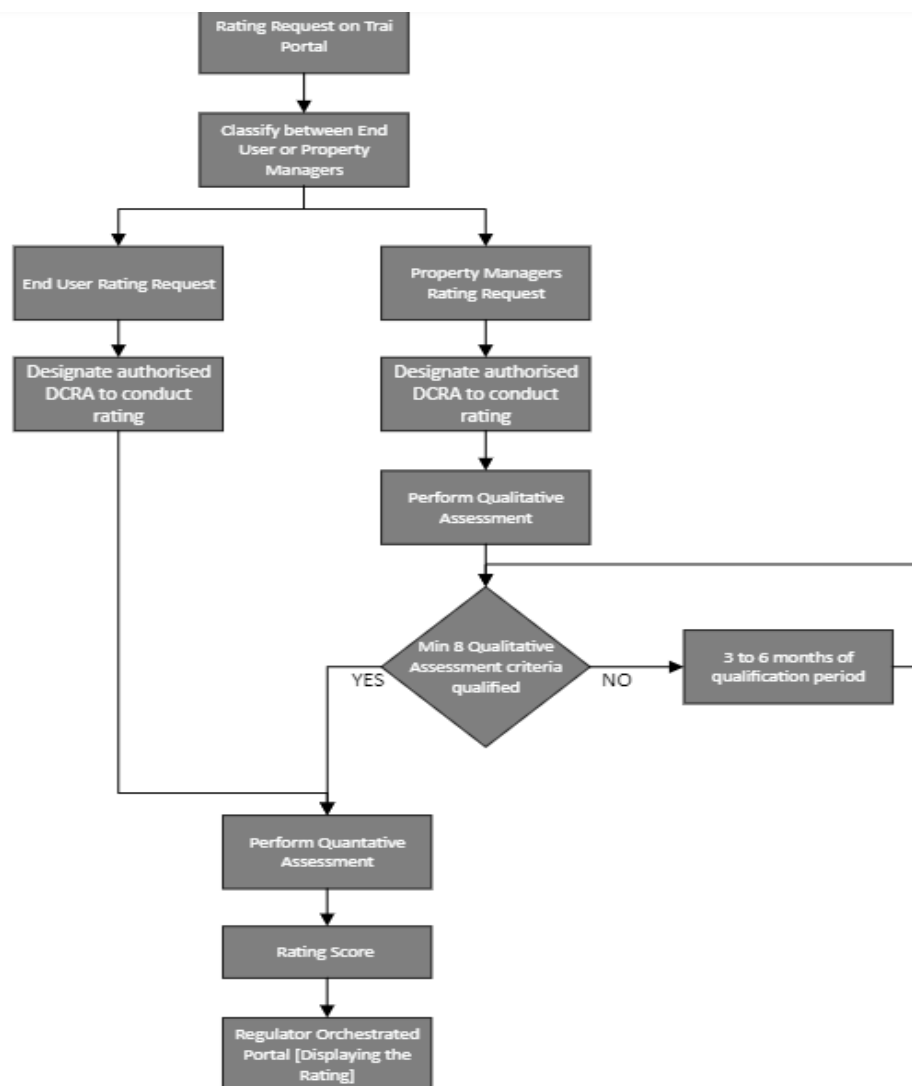 Rating Request on Trai
Portal
Classify between End
User or Property
Managers
End User Rating Request
Property Managers
Rating Request
Designate authorised
DCRA to conduct
rating
Designate authorised
DCRA to conduct
rating
Perform Qualitative
Assessment
Min 8 Qualitative
Assessment criteria
qualified
YES
NO
3 to 6 months of
qualification period
Perform Quantative
Assessment
Rating Score
Regulator Orchestrated
Portal [Displaying the
Rating]